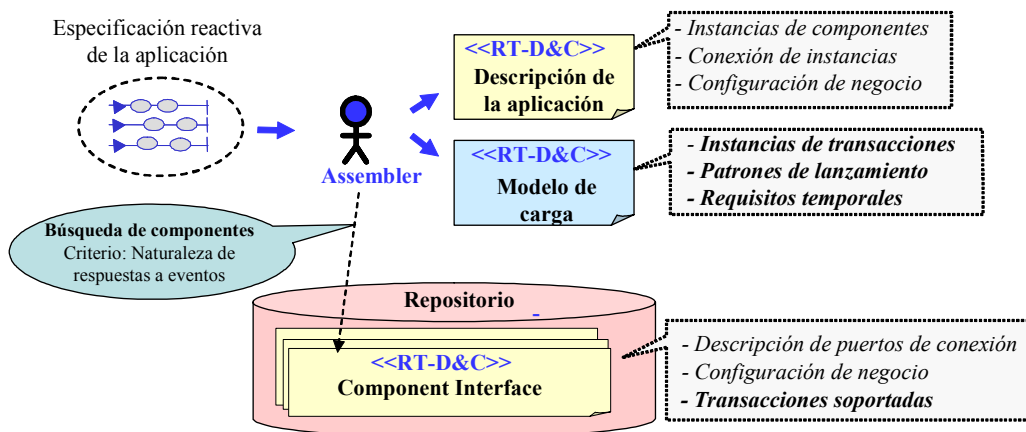 Especificación reactiva
de la aplicación
<<RT-D&C>>
Descripción de
la aplicación
- Instancias de componentes
- Conexión de instancias
- Configuración de negocio
Assembler
<<RT-D&C>>
Modelo de
carga
- Instancias de transacciones
- Patrones de lanzamiento
- Requisitos temporales
Búsqueda de componentes
Criterio: Naturaleza de
respuestas a eventos
Repositorio
-
<<RT-D&C>>
Component Interface
- Descripción de puertos de conexión
- Configuración de negocio
- Transacciones soportadas